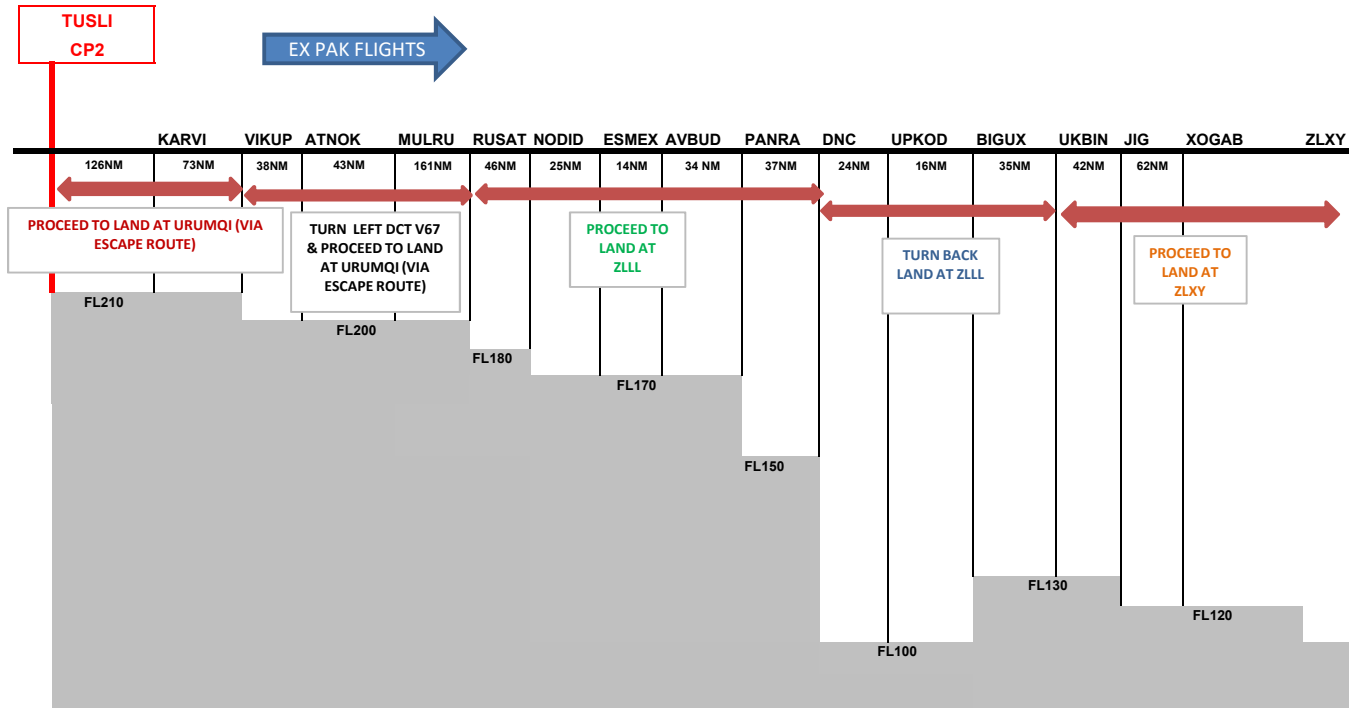 TUSLI
CP2
EX PAK FLIGHTS
KARVI VIKUP ATNOK MULRU RUSAT NODID ESMEX AVBUD PANRA DNC UPKOD BIGUX UKBIN JIG XOGAB ZLXY
126NM 73NM 38NM 43NM 161NM 46NM 25NM 14NM 34 NM 37NM 24NM 16NM 35NM 42NM 62NM
PROCEED TO LAND AT URUMQI (VIA
ESCAPE ROUTE)
TURN LEFT DCT V67
& PROCEED TO LAND
AT URUMQI (VIA
ESCAPE ROUTE)
PROCEED TO
LAND AT
ZLLL
TURN BACK
LAND AT ZLLL
PROCEED TO
LAND AT
ZLXY
FL210
FL200
FL180
FL170
FL150
FL130
FL120
FL100